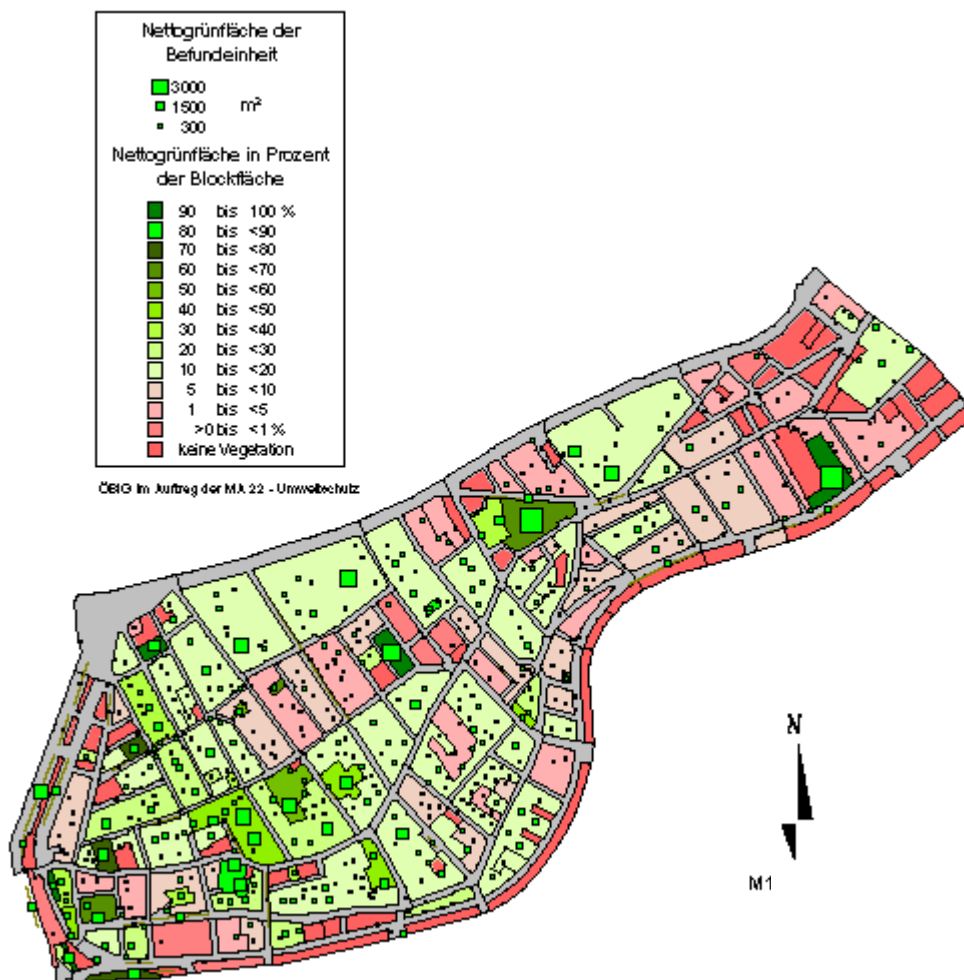 Nettogrünfläche der
Befundeinheit
3000
1500 m²
300
Nettogrünfläche in Prozent
der Blockfläche
90 bis 100 %
80 bis <90
70 bis <80
60 bis <70
50 bis <60
40 bis <50
30 bis <40
20 bis <30
10 bis <20
5 bis <10
1 bis <5
>0 bis <1 %
keine Vegetation
ÖBIG im Auftrag der MA 22 - Umweltschutz
N
M1